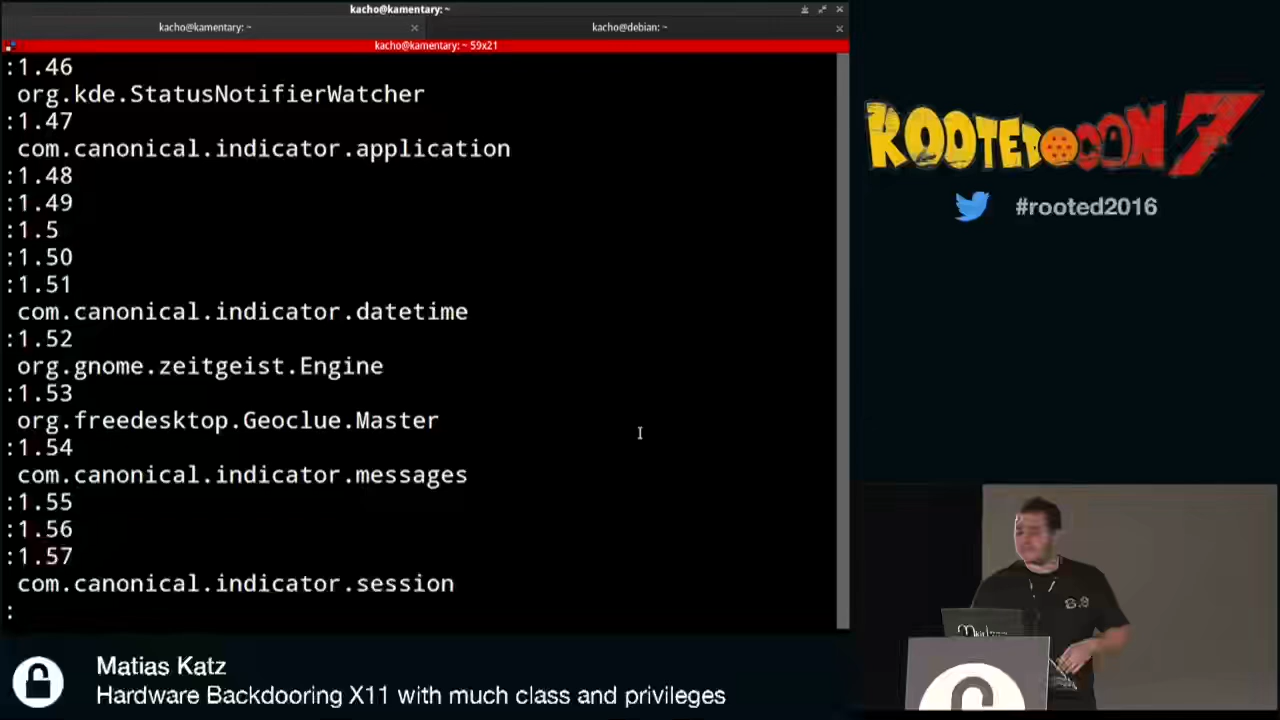 kacho@kamentary: ~
kacho@kamentary: ~
kacho@debian: ~
kacho@kamentary: ~ 59x21
:1.46
org.kde.StatusNotifierWatcher
:1.47
com.canonical.indicator.application
:1.48
:1.49
:1.5
:1.50
:1.51
com.canonical.indicator.datetime
:1.52
org.gnome.zeitgeist.Engine
:1.53
org.freedesktop.Geoclue.Master
:1.54
com.canonical.indicator.messages
:1.55
:1.56
:1.57
com.canonical.indicator.session
:
ROOTEDCON 7
#rooted2016
Matias Katz
Hardware Backdooring X11 with much class and privileges